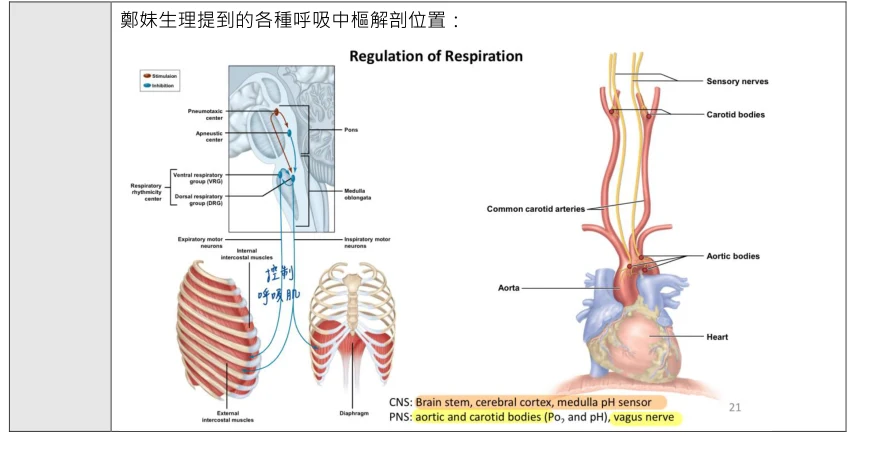 鄭妹生理提到的各種呼吸中樞解剖位置：
Regulation of Respiration
Stimulation
Inhibition
Pneumotaxic
center
Apneustic
center
Pons
Respiratory
rhythmicity
center
Ventral respiratory
group (VRG)
Dorsal respiratory
group (DRG)
Medulla
oblongata
Expiratory motor
neurons
Inspiratory motor
neurons
Internal
intercostal muscles
控制
呼吸肌
External
intercostal muscles
Diaphragm
Sensory nerves
Carotid bodies
Common carotid arteries
Aortic bodies
Aorta
Heart
CNS: Brain stem, cerebral cortex, medulla pH sensor
PNS: aortic and carotid bodies (Po₂ and pH), vagus nerve
21